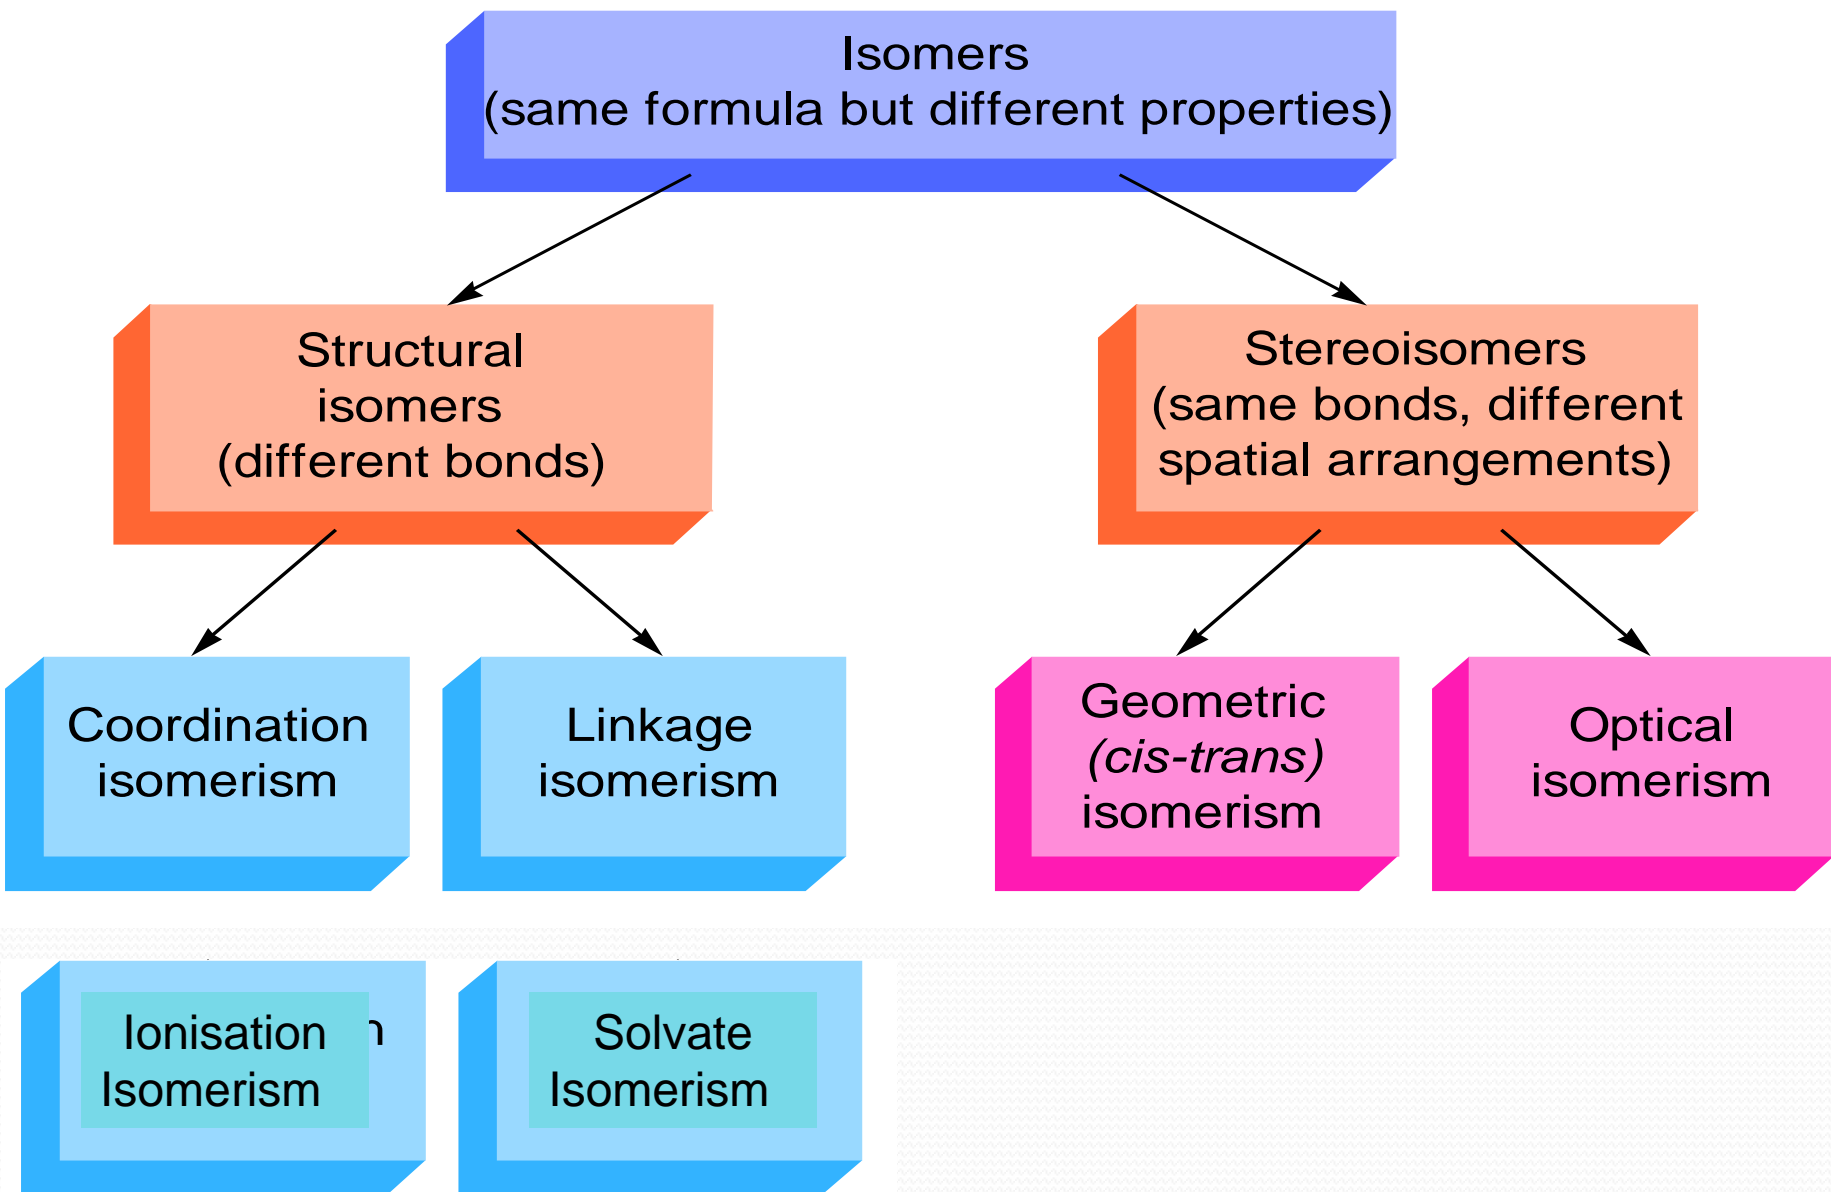 Isomers
(same formula but different properties)
Structural
isomers
(different bonds)
Stereoisomers
(same bonds, different
spatial arrangements)
Coordination
isomerism
Linkage
isomerism
Geometric
(cis-trans)
isomerism
Optical
isomerism
Ionisation
Isomerism
Solvate
Isomerism